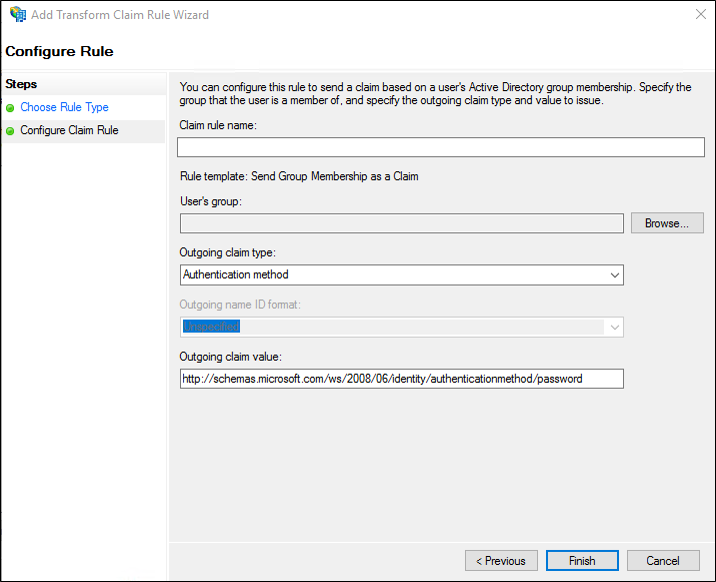 Add Transform Claim Rule Wizard
Configure Rule
Steps
Choose Rule Type
Configure Claim Rule
You can configure this rule to send a claim based on a user's Active Directory group membership. Specify the
group that the user is a member of, and specify the outgoing claim type and value to issue.
Claim rule name:
Rule template: Send Group Membership as a Claim
User's group:
Browse...
Outgoing claim type:
Authentication method
Outgoing name ID format:
Unspecified
Outgoing claim value:
http://schemas.microsoft.com/ws/2008/06/identity/authenticationmethod/password
< Previous
Finish
Cancel